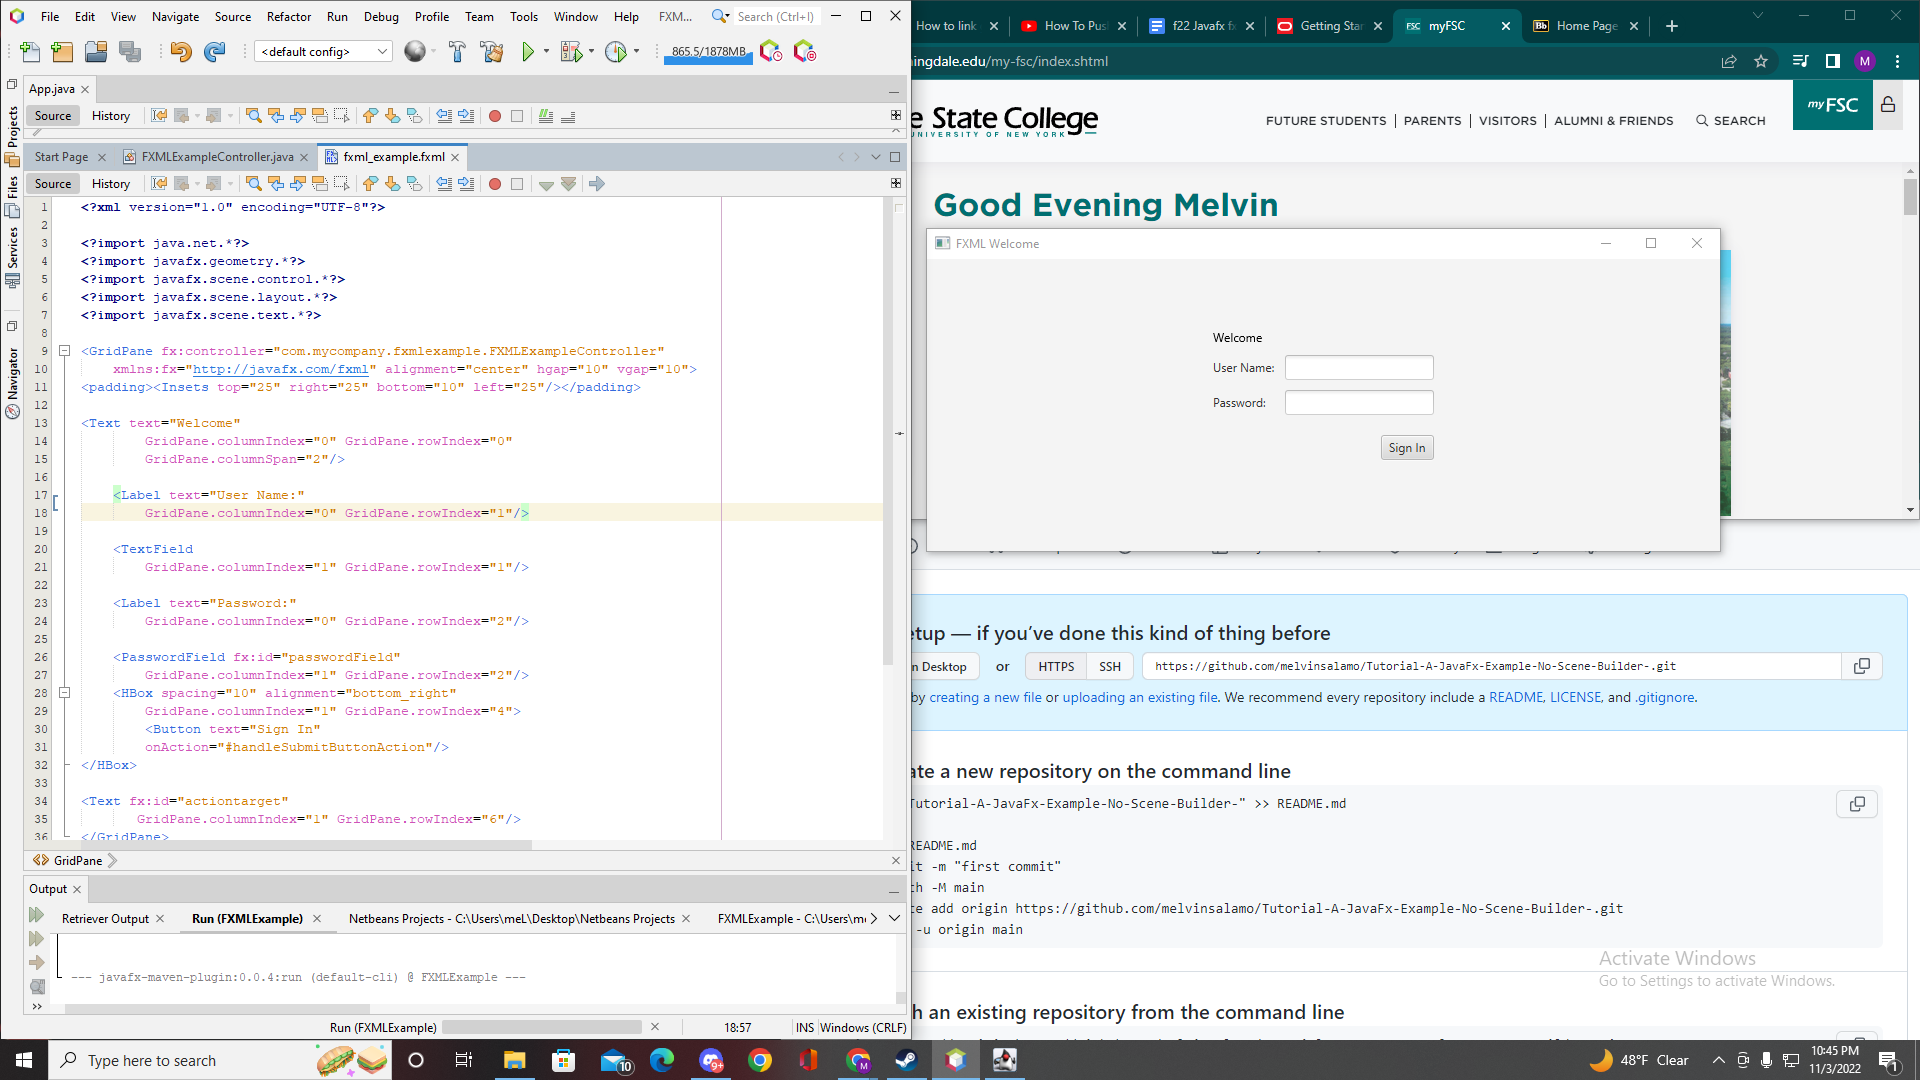 File Edit View Navigate Source Refactor Run Debug Profile Team Tools Window Help FXM... Search (Ctrl+I)
<default config> 865.5/1878MB
App.java
Source History
Projects
Files
Services
Navigator
Start Page FXMLExampleController.java fxml_example.fxml
Source History
1 <?xml version="1.0" encoding="UTF-8"?>
2
3 <?import java.net.*?>
4 <?import javafx.geometry.*?>
5 <?import javafx.scene.control.*?>
6 <?import javafx.scene.layout.*?>
7 <?import javafx.scene.text.*?>
8
9 <GridPane fx:controller="com.mycompany.fxmlexample.FXMLExampleController"
10 xmlns:fx="http://javafx.com/fxml" alignment="center" hgap="10" vgap="10">
11 <padding><Insets top="25" right="25" bottom="10" left="25"/></padding>
12
13 <Text text="Welcome"
14 GridPane.columnIndex="0" GridPane.rowIndex="0"
15 GridPane.columnSpan="2"/>
16
17 <Label text="User Name:"
18 GridPane.columnIndex="0" GridPane.rowIndex="1"/>
19
20 <TextField
21 GridPane.columnIndex="1" GridPane.rowIndex="1"/>
22
23 <Label text="Password:"
24 GridPane.columnIndex="0" GridPane.rowIndex="2"/>
25
26 <PasswordField fx:id="passwordField"
27 GridPane.columnIndex="1" GridPane.rowIndex="2"/>
28 <HBox spacing="10" alignment="bottom_right"
29 GridPane.columnIndex="1" GridPane.rowIndex="4">
30 <Button text="Sign In"
31 onAction="#handleSubmitButtonAction"/>
32 </HBox>
33
34 <Text fx:id="actiontarget"
35 GridPane.columnIndex="1" GridPane.rowIndex="6"/>
36 </GridPane>
GridPane
Output
Retriever Output Run (FXMLExample) Netbeans Projects - C:\Users\meL\Desktop\Netbeans Projects FXMLExample - C:\Users\m
--- javafx-maven-plugin:0.0.4:run (default-cli) @ FXMLExample ---
Run (FXMLExample) 18:57 INS Windows (CRLF)
How to link How To Pus f22 Javafx fx Getting Star FSC myFSC Bb Home Page
ingdale.edu/my-fsc/index.shtml M
e State College
UNIVERSITY OF NEW YORK
FUTURE STUDENTS PARENTS VISITORS ALUMNI & FRIENDS SEARCH
myFSC
Good Evening Melvin
FXML Welcome
Welcome
User Name:
Password:
Sign In
etup — if you've done this kind of thing before
n Desktop or HTTPS SSH https://github.com/melvinsalamo/Tutorial-A-JavaFx-Example-No-Scene-Builder-.git
by creating a new file or uploading an existing file. We recommend every repository include a README, LICENSE, and .gitignore.
ate a new repository on the command line
Tutorial-A-JavaFx-Example-No-Scene-Builder-" >> README.md
README.md
it -m "first commit"
ch -M main
te add origin https://github.com/melvinsalamo/Tutorial-A-JavaFx-Example-No-Scene-Builder-.git
-u origin main
Activate Windows
Go to Settings to activate Windows.
h an existing repository from the command line
Type here to search 10 9+ M 48°F Clear 10:45 PM
11/3/2022 1